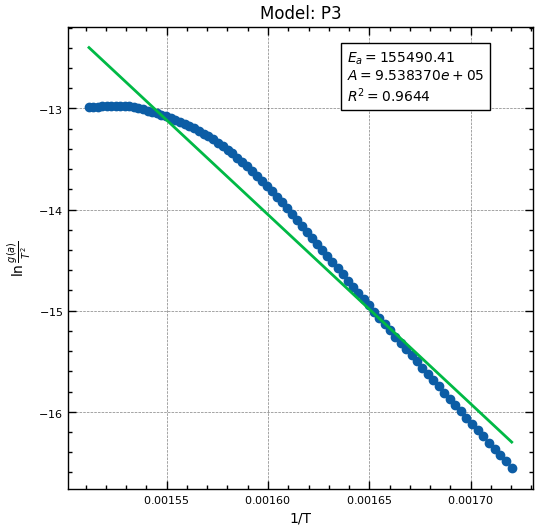 Model: P3
E_a = 155490.41
A = 9.538370e + 05
R^2 = 0.9644
ln g(a)/T^2
-13
-14
-15
-16
0.00155 0.00160 0.00165 0.00170
1/T